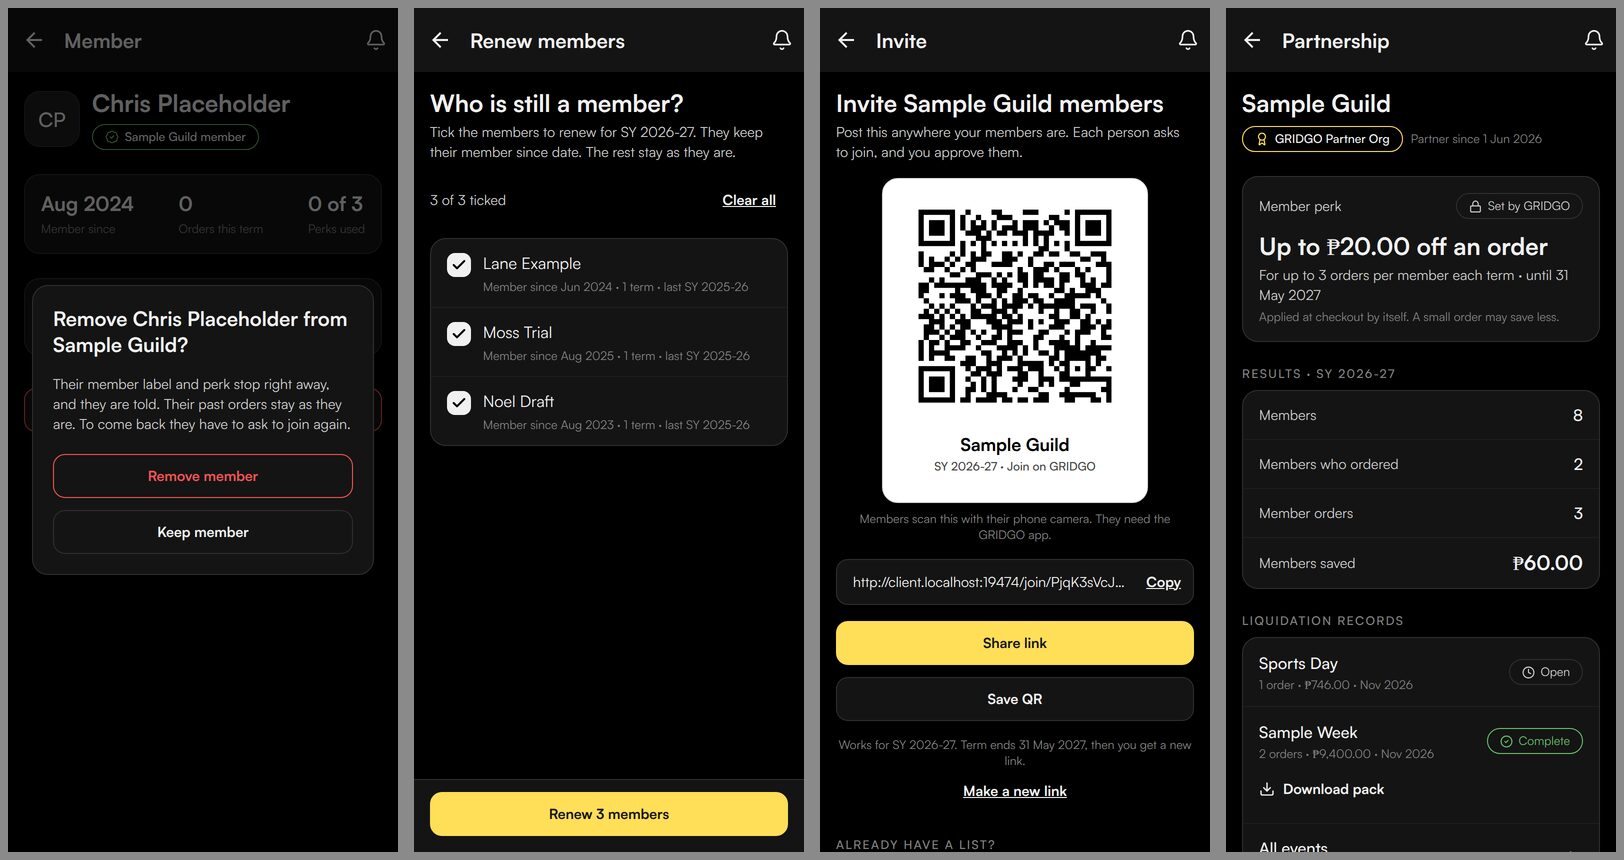 Member
Chris Placeholder
CP
Sample Guild member
Aug 2024
0
0 of 3
Member since
Orders this term
Perks used
Remove Chris Placeholder from
Sample Guild?
Their member label and perk stop right away,
and they are told. Their past orders stay as they
are. To come back they have to ask to join again.
Remove member
Keep member
Renew members
Who is still a member?
Tick the members to renew for SY 2026-27. They keep
their member since date. The rest stay as they are.
3 of 3 ticked
Clear all
Lane Example
Member since Jun 2024 · 1 term · last SY 2025-26
Moss Trial
Member since Aug 2025 · 1 term · last SY 2025-26
Noel Draft
Member since Aug 2023 · 1 term · last SY 2025-26
Renew 3 members
Invite
Invite Sample Guild members
Post this anywhere your members are. Each person asks
to join, and you approve them.
Sample Guild
SY 2026-27 · Join on GRIDGO
Members scan this with their phone camera. They need the
GRIDGO app.
http://client.localhost:19474/join/PjqK3sVcJ...
Copy
Share link
Save QR
Works for SY 2026-27. Term ends 31 May 2027, then you get a new
link.
Make a new link
ALREADY HAVE A LIST?
Partnership
Sample Guild
GRIDGO Partner Org
Partner since 1 Jun 2026
Member perk
Set by GRIDGO
Up to ₱20.00 off an order
For up to 3 orders per member each term · until 31
May 2027
Applied at checkout by itself. A small order may save less.
RESULTS · SY 2026-27
Members
8
Members who ordered
2
Member orders
3
Members saved
₱60.00
LIQUIDATION RECORDS
Sports Day
Open
1 order · ₱746.00 · Nov 2026
Sample Week
Complete
2 orders · ₱9,400.00 · Nov 2026
Download pack
All events